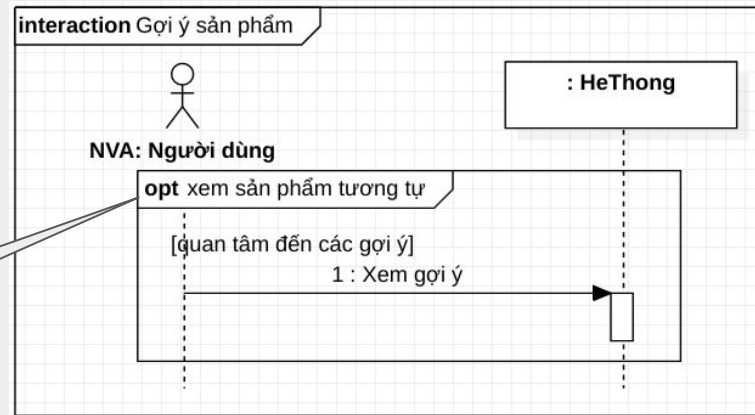 interaction Gợi ý sản phẩm
: HeThong
NVA: Người dùng
opt xem sản phẩm tương tự
[quan tâm đến các gợi ý]
1 : Xem gợi ý